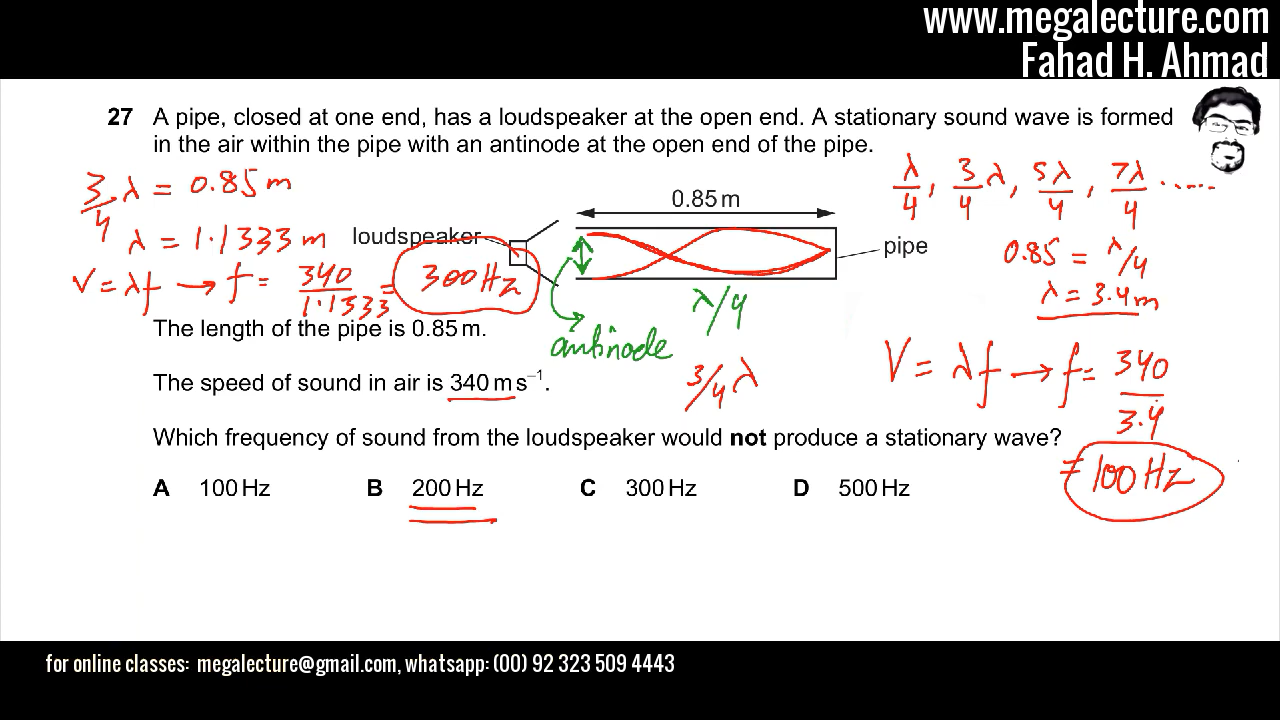 www.megalecture.com
Fahad H. Ahmad
27 A pipe, closed at one end, has a loudspeaker at the open end. A stationary sound wave is formed
in the air within the pipe with an antinode at the open end of the pipe.
3/4 λ = 0.85 m
λ = 1.1333 m
V = λf → f = 340/1.1333 = 300 Hz
loudspeaker
0.85 m
pipe
λ/4
antinode
3/4 λ
λ/4, 3/4 λ, 5λ/4, 7λ/4 ......
0.85 = λ/4
λ = 3.4 m
V = λf → f = 340/3.4
= 100 Hz
The length of the pipe is 0.85 m.
The speed of sound in air is 340 m s⁻¹.
Which frequency of sound from the loudspeaker would not produce a stationary wave?
A 100 Hz B 200 Hz C 300 Hz D 500 Hz
for online classes: megalecture@gmail.com, whatsapp: (00) 92 323 509 4443